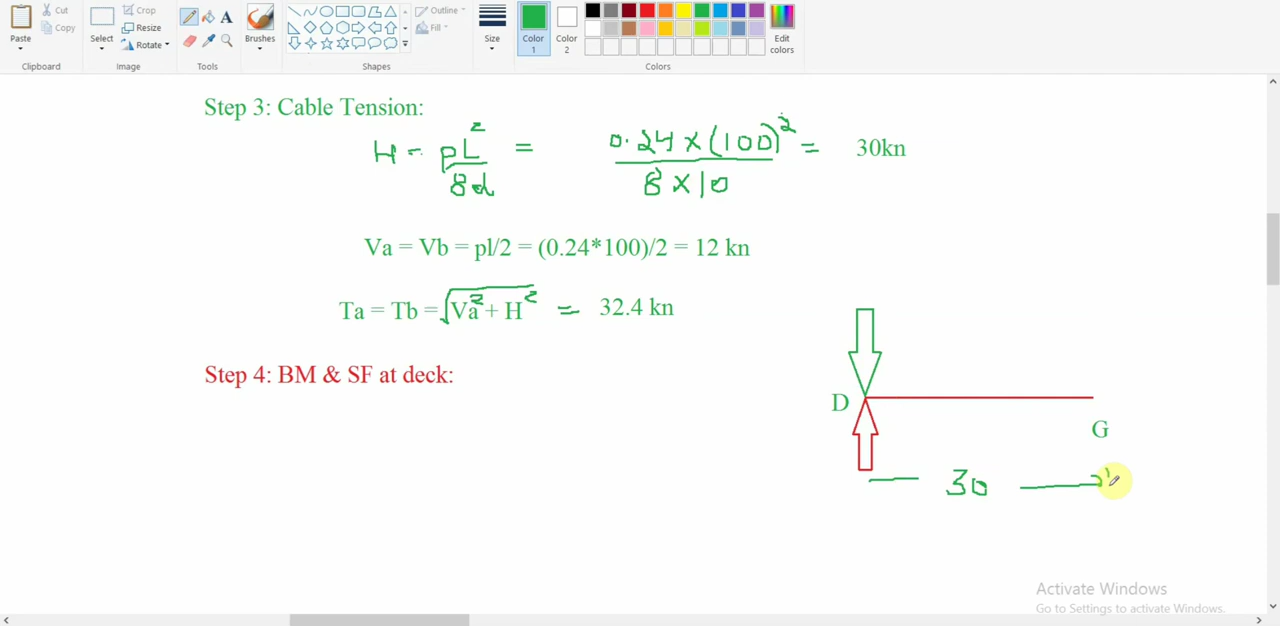 Paste
Cut
Copy
Clipboard
Select
Crop
Resize
Rotate
Image
A
Tools
Brushes
Shapes
Outline
Fill
Size
Color 1
Color 2
Edit colors
Colors
Step 3: Cable Tension:
H = pL² / 8d = 0.24 × (100)² / 8 × 10 = 30kn
Va = Vb = pl/2 = (0.24*100)/2 = 12 kn
Ta = Tb = √Va² + H² = 32.4 kn
Step 4: BM & SF at deck:
D
G
30
Activate Windows
Go to Settings to activate Windows.